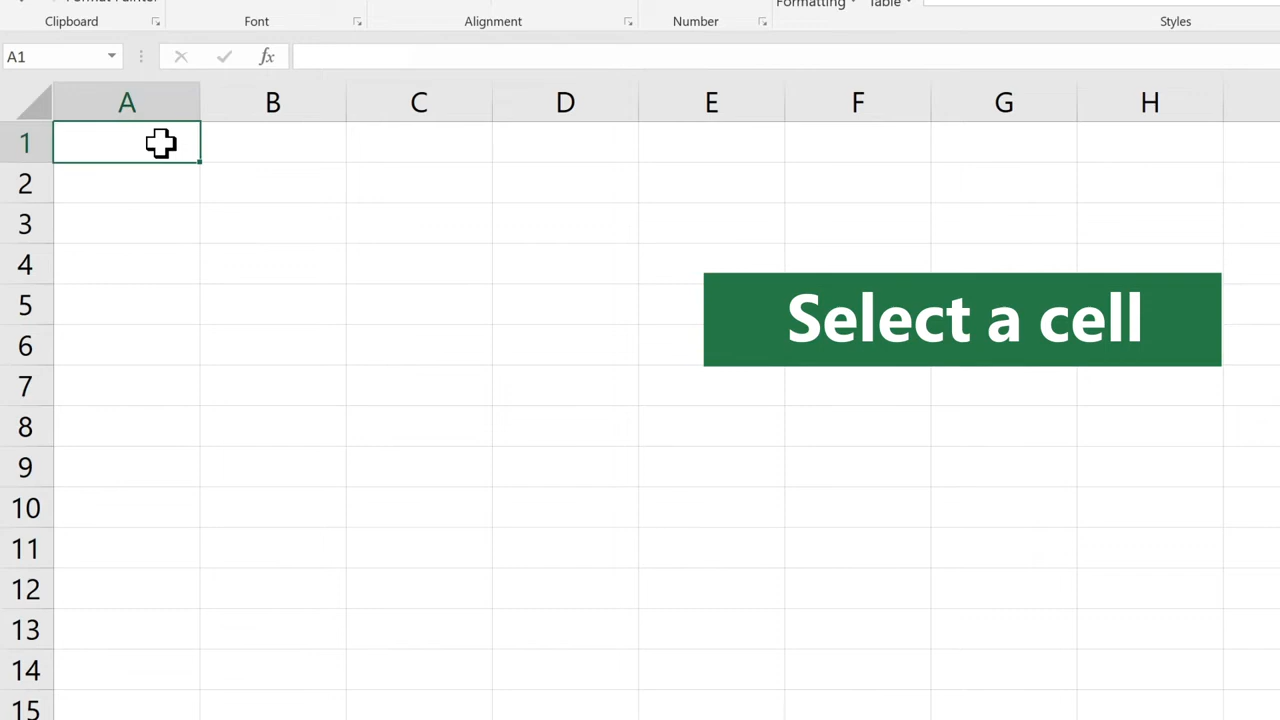 Format Painter
Formatting Table
Clipboard Font Alignment Number Styles
A1 fx
A B C D E F G H
1
2
3
4
Select a cell
5
6
7
8
9
10
11
12
13
14
15